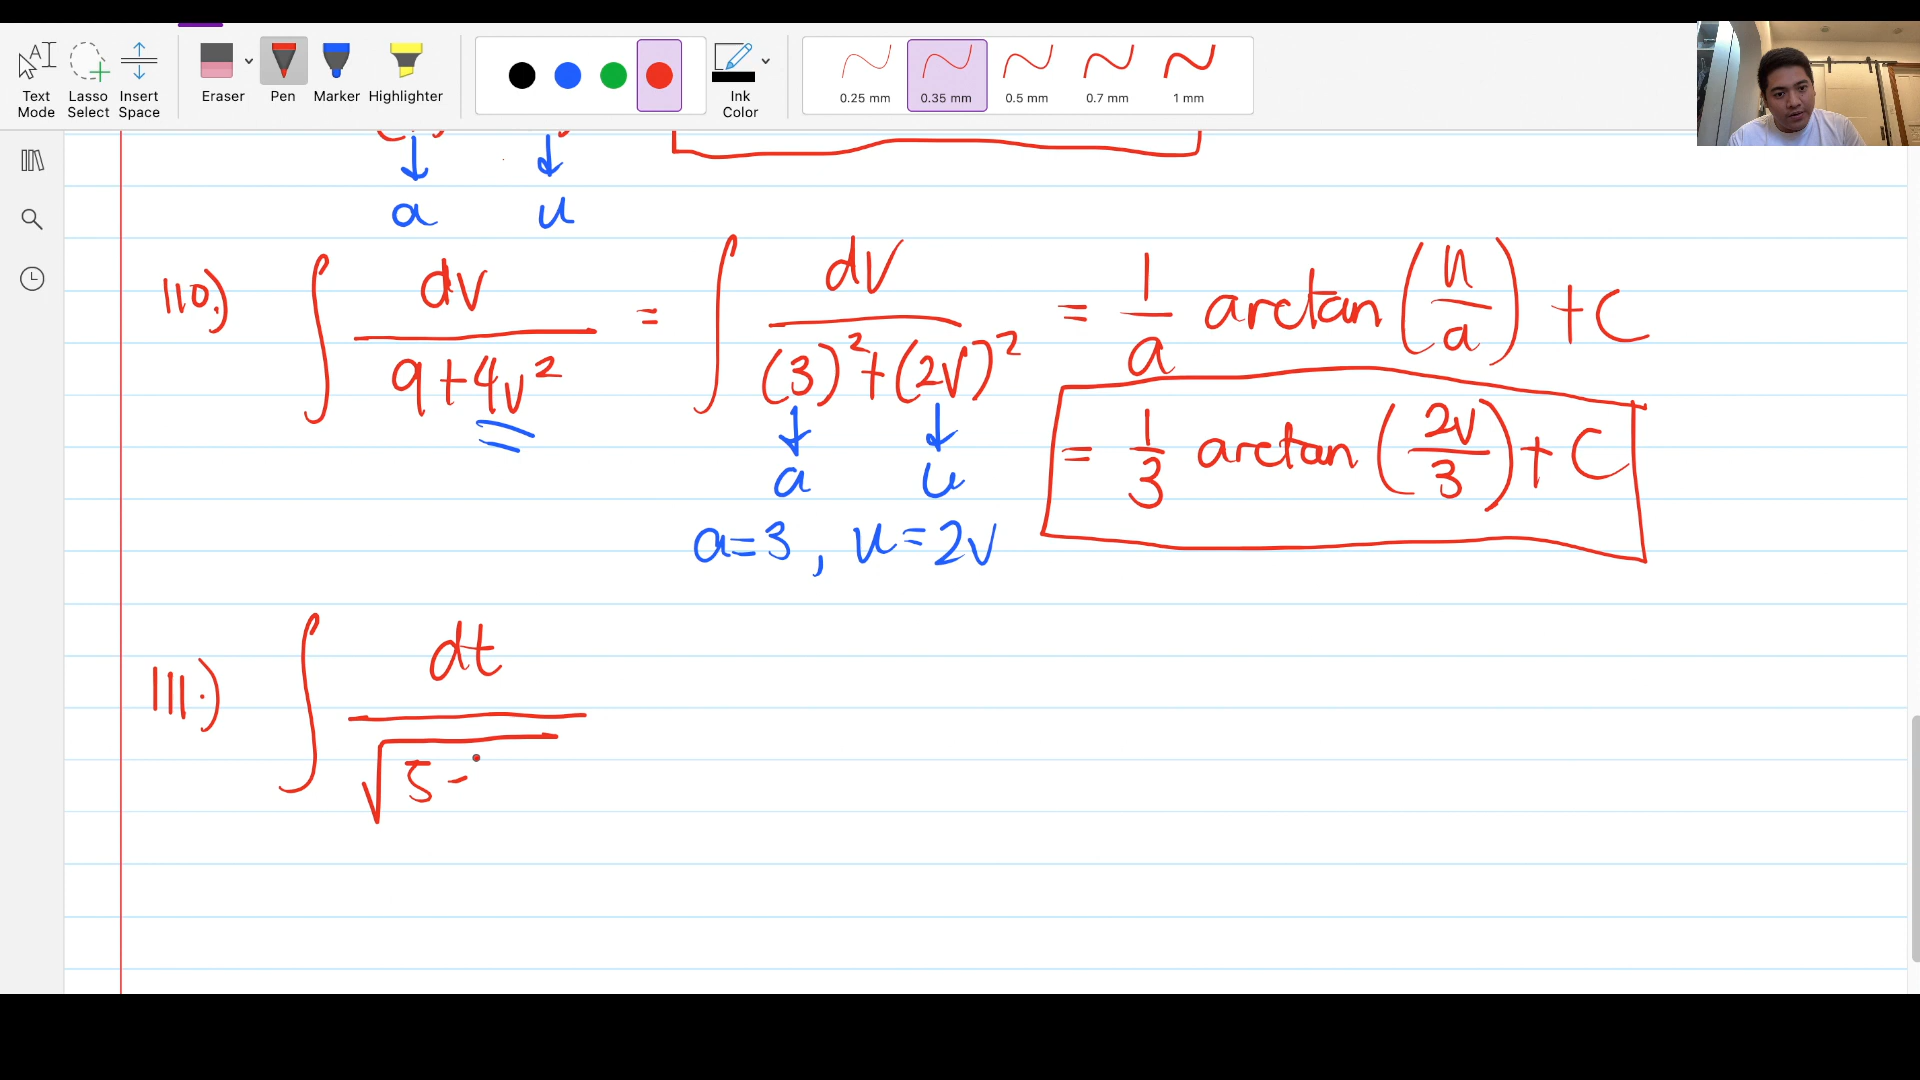 Text Mode
Lasso Select
Insert Space
Eraser
Pen
Marker
Highlighter
Ink Color
0.25 mm
0.35 mm
0.5 mm
0.7 mm
1 mm
a u
110.) ∫ dv / (9+4v²) = ∫ dv / ((3)²+(2v)²) = 1/a arctan (u/a) + C
= 1/3 arctan (2v/3) + C
a u
a=3, u=2v
111.) ∫ dt / √(5-